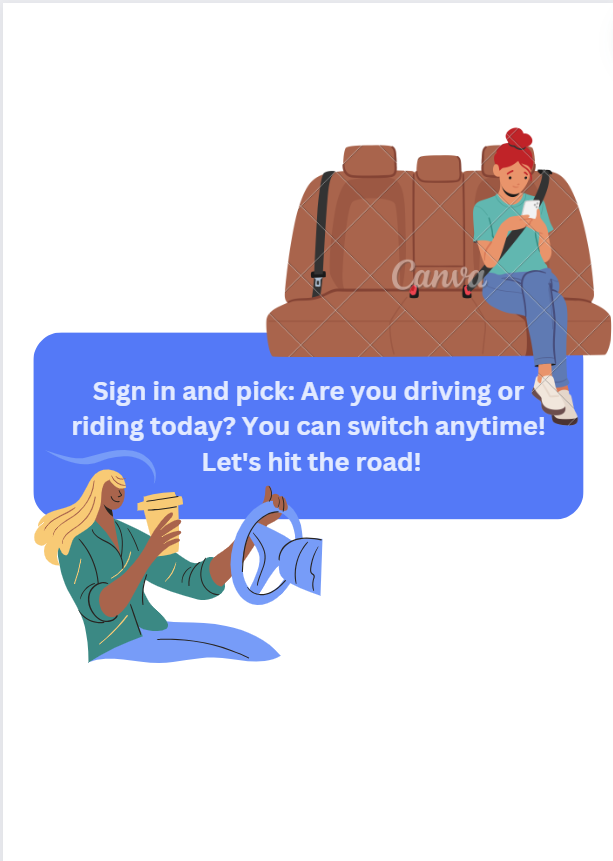 Canva
Sign in and pick: Are you driving or
riding today? You can switch anytime!
Let's hit the road!